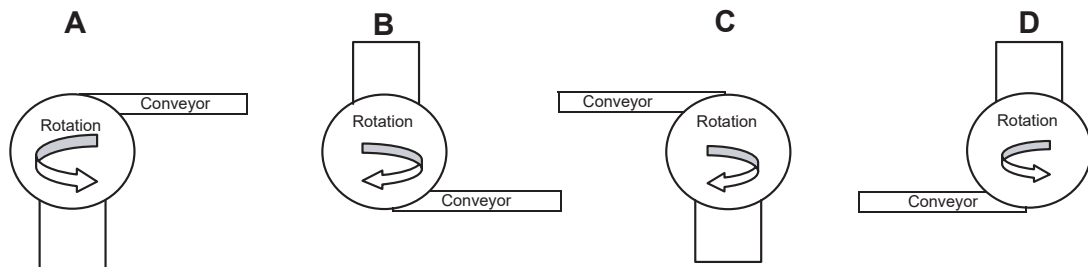 A
B
C
D
Conveyor
Rotation
Rotation
Conveyor
Conveyor
Rotation
Rotation
Conveyor